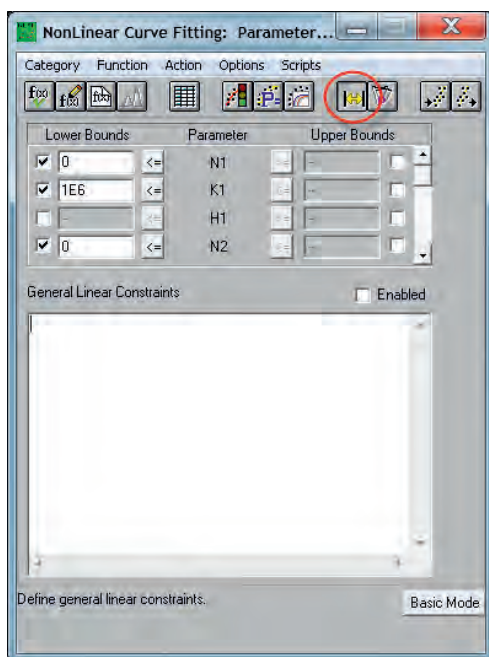 NonLinear Curve Fitting: Parameter...
Category Function Action Options Scripts
Lower Bounds Parameter Upper Bounds
0 <= N1 <= -
1E6 <= K1 <= -
- <= H1 <= -
0 <= N2 <= -
General Linear Constraints Enabled
Define general linear constraints. Basic Mode